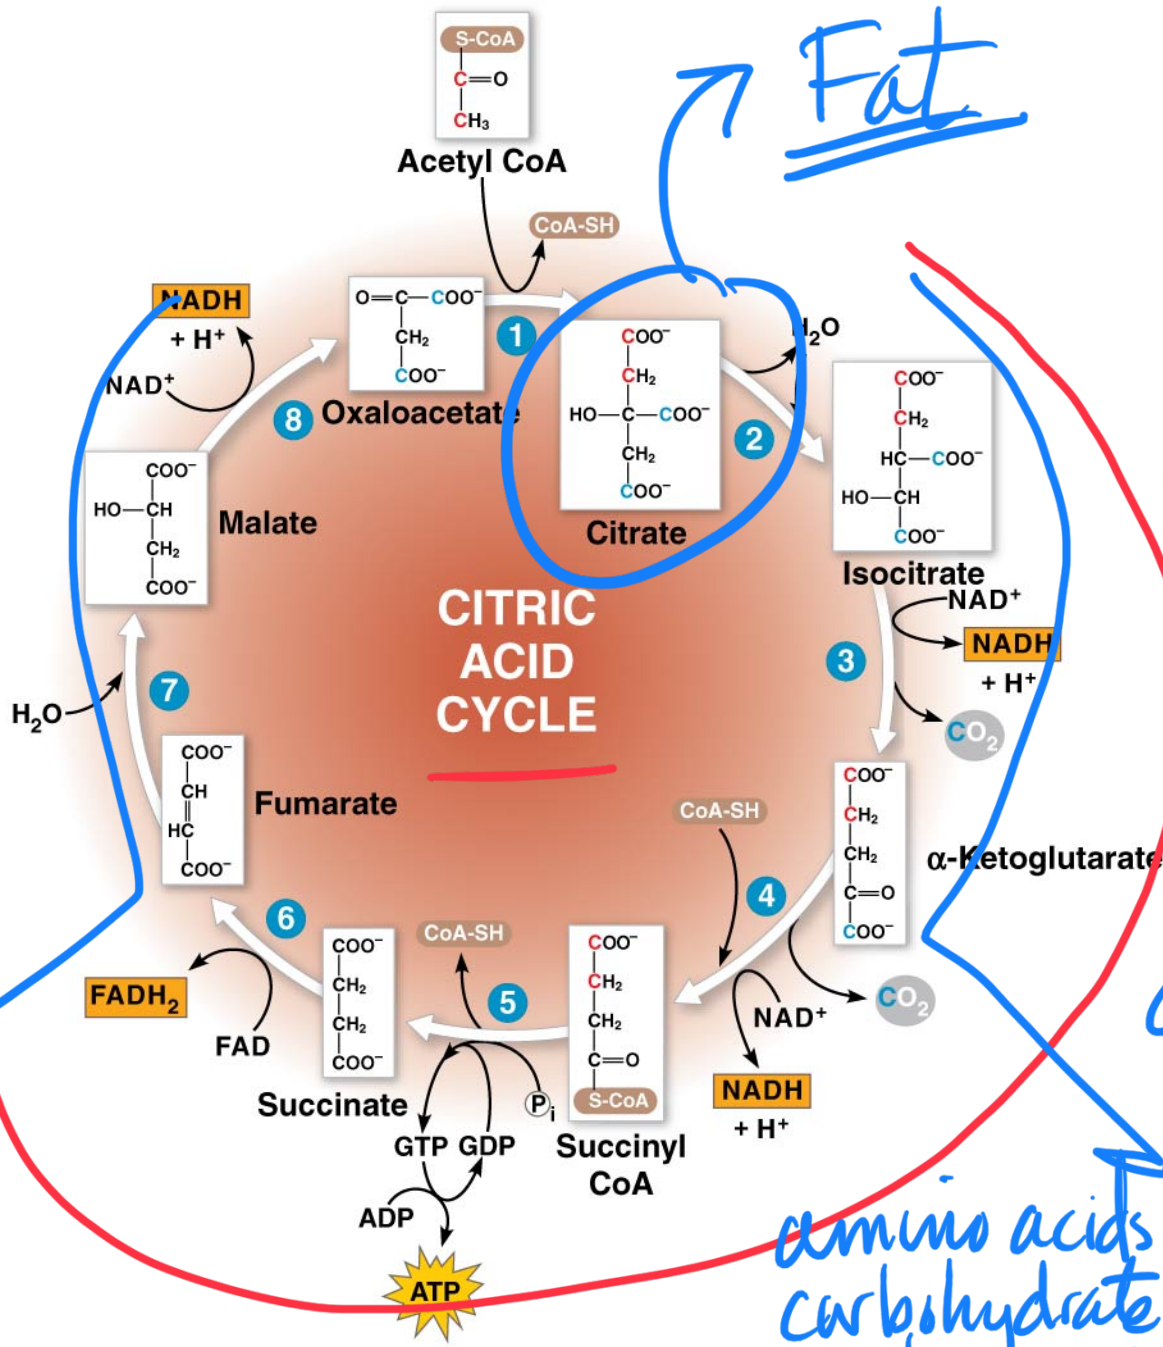 S-CoA
C=O
CH₃
Acetyl CoA
Fat
CoA-SH
NADH
+ H⁺
NAD⁺
O=C—COO⁻
CH₂
COO⁻
Oxaloacetate
1
COO⁻
CH₂
HO—C—COO⁻
CH₂
COO⁻
Citrate
H₂O
2
COO⁻
CH₂
HC—COO⁻
HO—CH
COO⁻
Isocitrate
8
COO⁻
HO—CH
CH₂
COO⁻
Malate
CITRIC
ACID
CYCLE
NAD⁺
NADH
+ H⁺
3
CO₂
7
H₂O
COO⁻
CH
HC
COO⁻
Fumarate
COO⁻
CH₂
CH₂
C=O
COO⁻
α-Ketoglutarate
CoA-SH
4
CO₂
NAD⁺
NADH
+ H⁺
6
FADH₂
FAD
COO⁻
CH₂
CH₂
COO⁻
Succinate
CoA-SH
5
COO⁻
CH₂
CH₂
C=O
S-CoA
Succinyl
CoA
Pi
GTP GDP
ADP
ATP
amino acids
carbohydrate